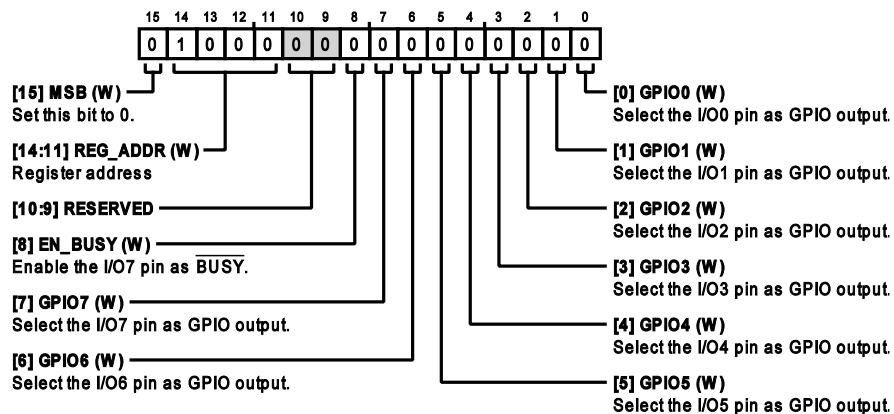 15 14 13 12 11 10 9 8 7 6 5 4 3 2 1 0
0 1 0 0 0 0 0 0 0 0 0 0 0 0 0 0
[15] MSB (W)
Set this bit to 0.
[14:11] REG_ADDR (W)
Register address
[10:9] RESERVED
[8] EN_BUSY (W)
Enable the I/O7 pin as BUSY.
[7] GPIO7 (W)
Select the I/O7 pin as GPIO output.
[6] GPIO6 (W)
Select the I/O6 pin as GPIO output.
[0] GPIO0 (W)
Select the I/O0 pin as GPIO output.
[1] GPIO1 (W)
Select the I/O1 pin as GPIO output.
[2] GPIO2 (W)
Select the I/O2 pin as GPIO output.
[3] GPIO3 (W)
Select the I/O3 pin as GPIO output.
[4] GPIO4 (W)
Select the I/O4 pin as GPIO output.
[5] GPIO5 (W)
Select the I/O5 pin as GPIO output.